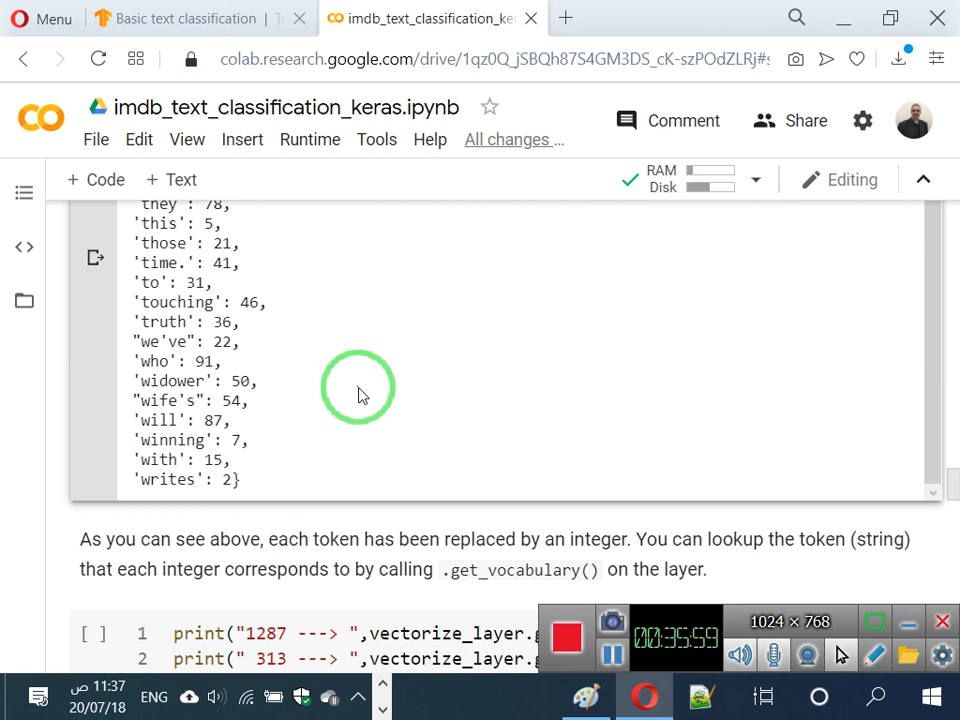 Menu
Basic text classification
imdb_text_classification_ke
colab.research.google.com/drive/1qz0Q_jSBQh87S4GM3DS_cK-szPOdZLRj#s
imdb_text_classification_keras.ipynb
Comment
Share
File Edit View Insert Runtime Tools Help All changes …
+ Code + Text
RAM
Disk
Editing
'they': 78,
'this': 5,
'those': 21,
'time.': 41,
'to': 31,
'touching': 46,
'truth': 36,
"we've": 22,
'who': 91,
'widower': 50,
"wife's": 54,
'will': 87,
'winning': 7,
'with': 15,
'writes': 2}
As you can see above, each token has been replaced by an integer. You can lookup the token (string)
that each integer corresponds to by calling .get_vocabulary() on the layer.
[ ] 1 print("1287 ---> ",vectorize_layer.g
2 print(" 313 ---> ",vectorize_layer.g
00:35:59
1024 × 768
11:37 ص
20/07/18
ENG